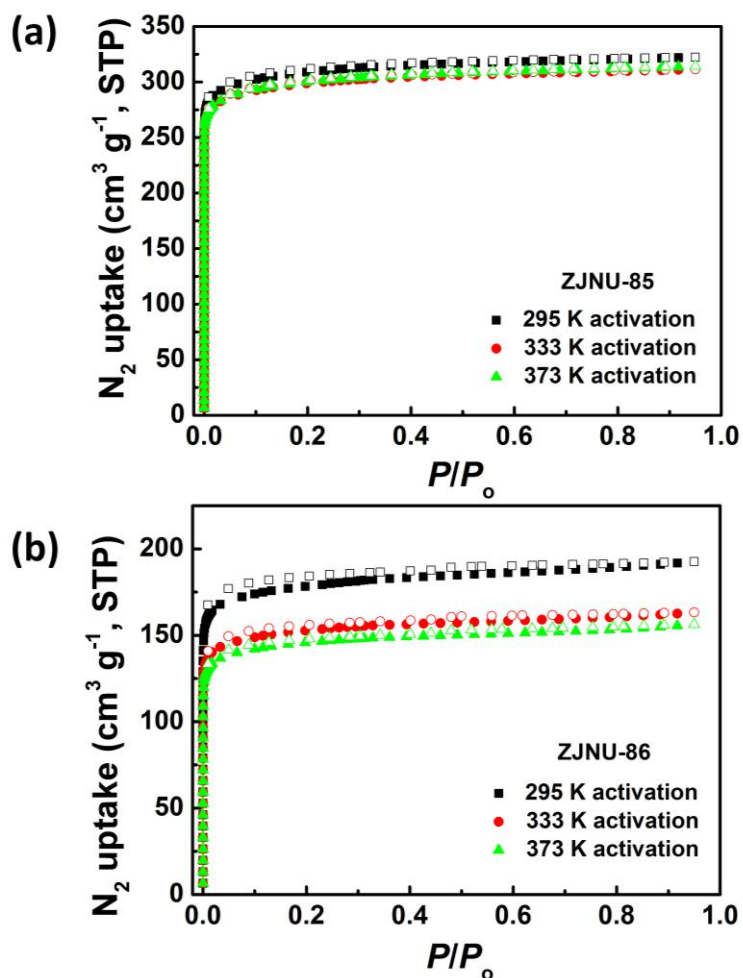 (a)
350
300
250
200
150
100
50
0
N₂ uptake (cm³ g⁻¹, STP)
ZJNU-85
295 K activation
333 K activation
373 K activation
0.0 0.2 0.4 0.6 0.8 1.0
P/Pₒ
(b)
200
150
100
50
0
N₂ uptake (cm³ g⁻¹, STP)
ZJNU-86
295 K activation
333 K activation
373 K activation
0.0 0.2 0.4 0.6 0.8 1.0
P/Pₒ